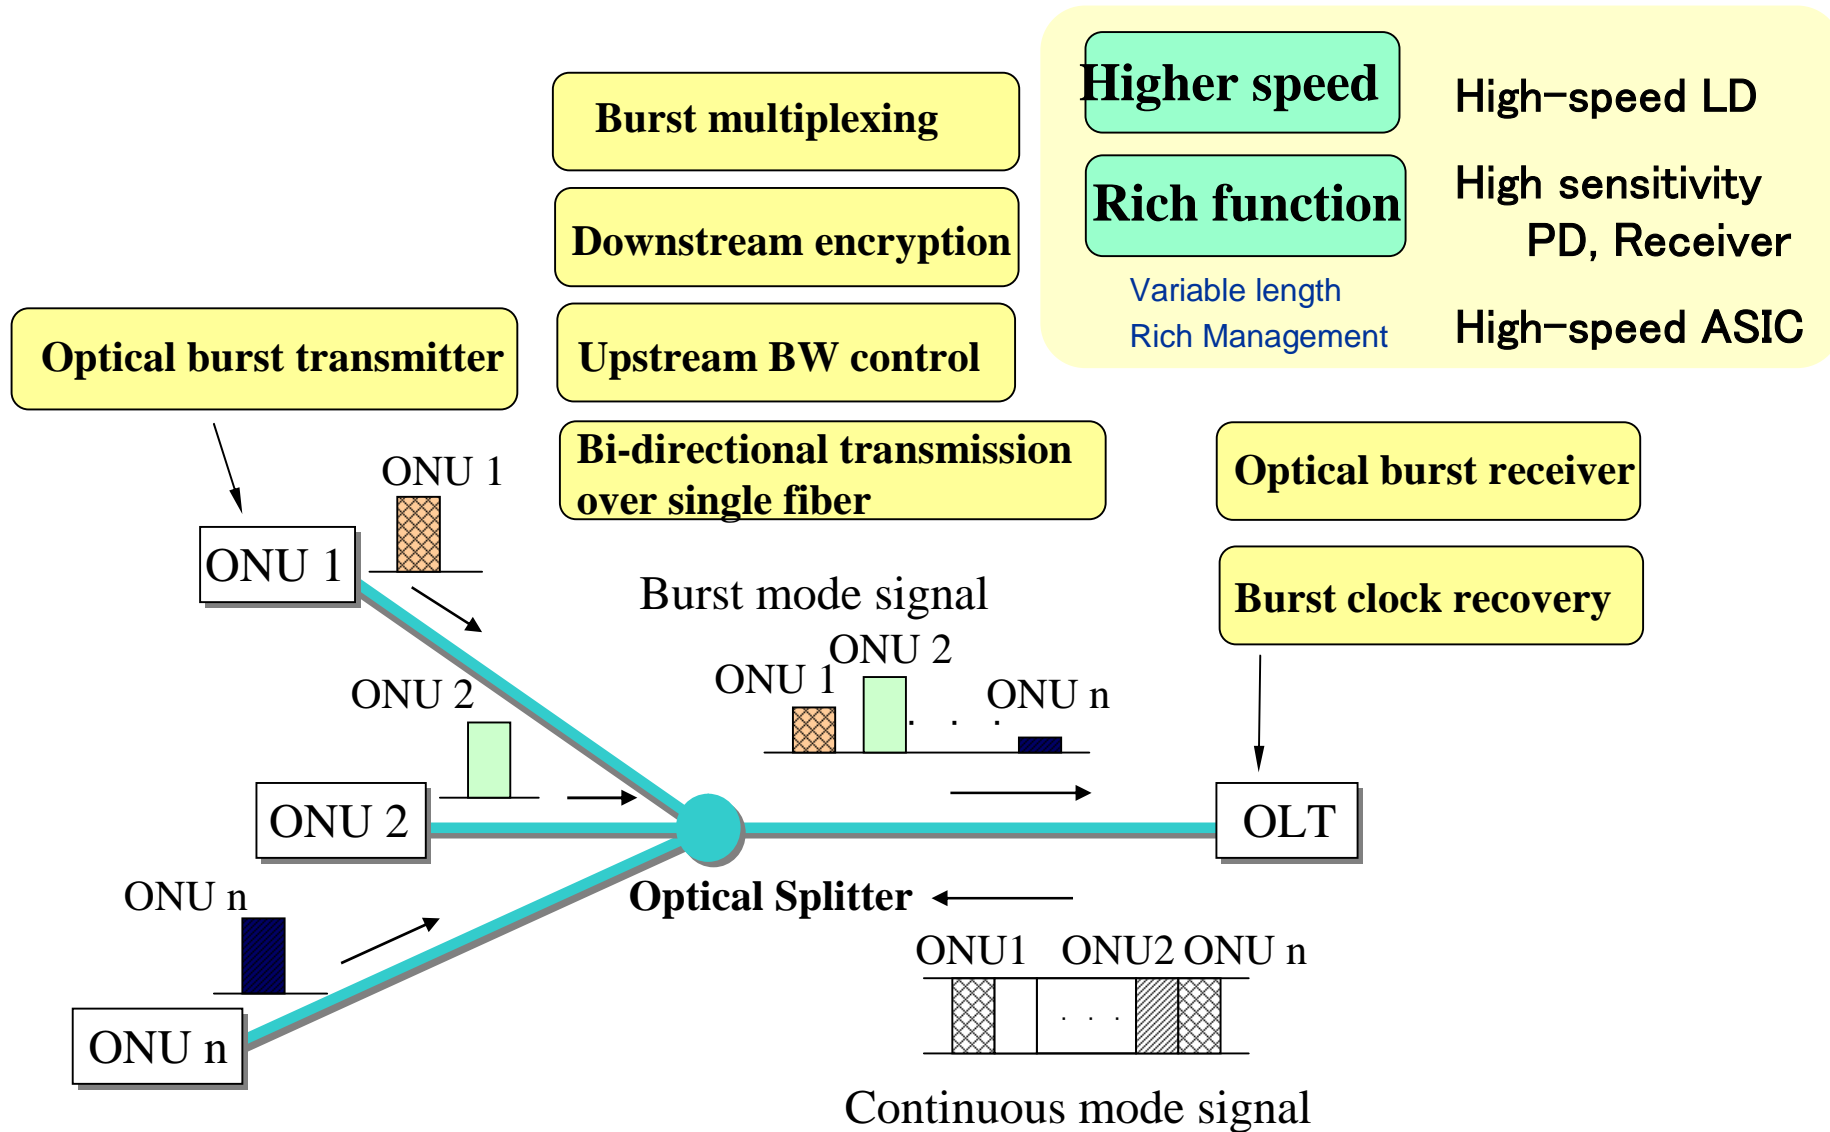 Higher speed
High-speed LD
Burst multiplexing
Rich function
High sensitivity
PD, Receiver
Downstream encryption
Variable length
Rich Management
High-speed ASIC
Optical burst transmitter
Upstream BW control
Bi-directional transmission
over single fiber
Optical burst receiver
ONU 1
ONU 1
Burst mode signal
Burst clock recovery
ONU 2
ONU 1
ONU 2
. . .
ONU n
ONU 2
OLT
Optical Splitter
ONU n
ONU1
ONU2
ONU n
. . .
ONU n
Continuous mode signal